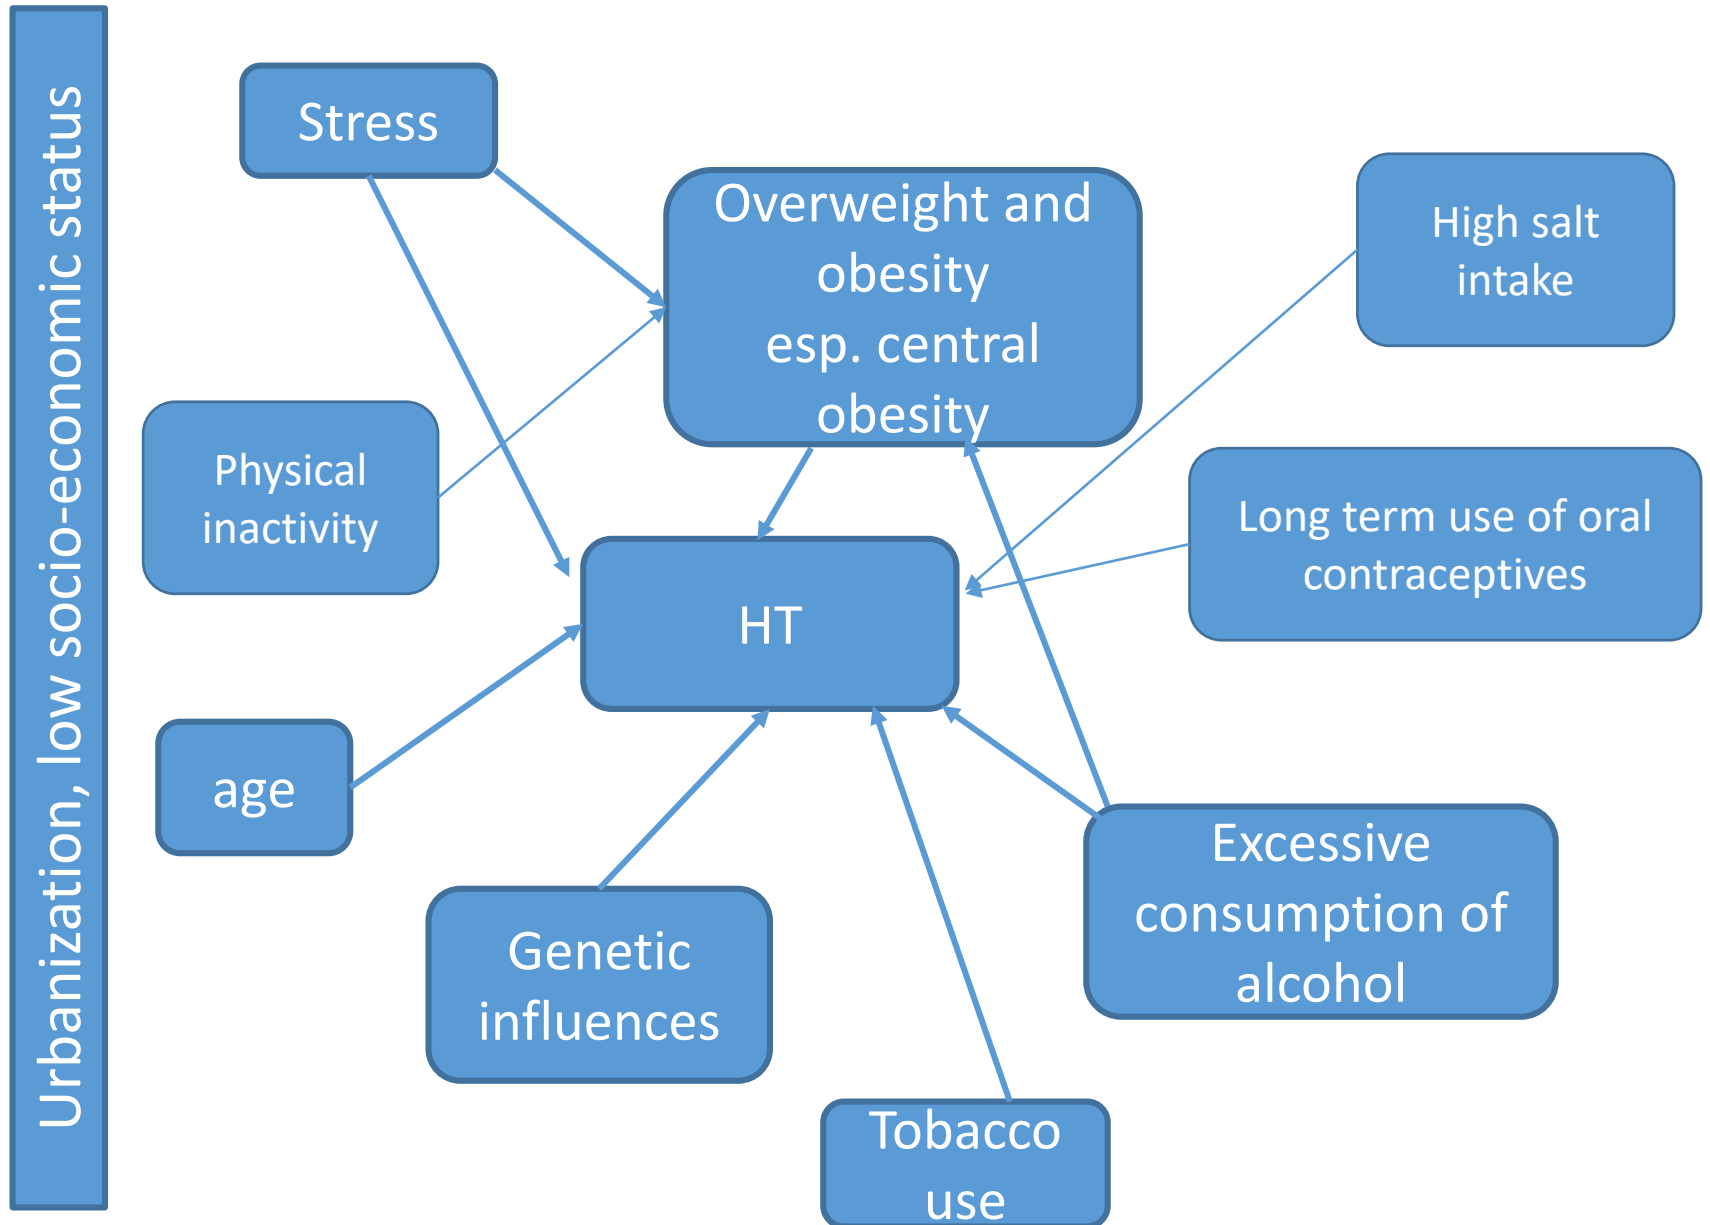 Urbanization, low socio-economic status
Stress
Overweight and
obesity
esp. central
obesity
High salt
intake
Physical
inactivity
Long term use of oral
contraceptives
HT
age
Excessive
consumption of
alcohol
Genetic
influences
Tobacco
use